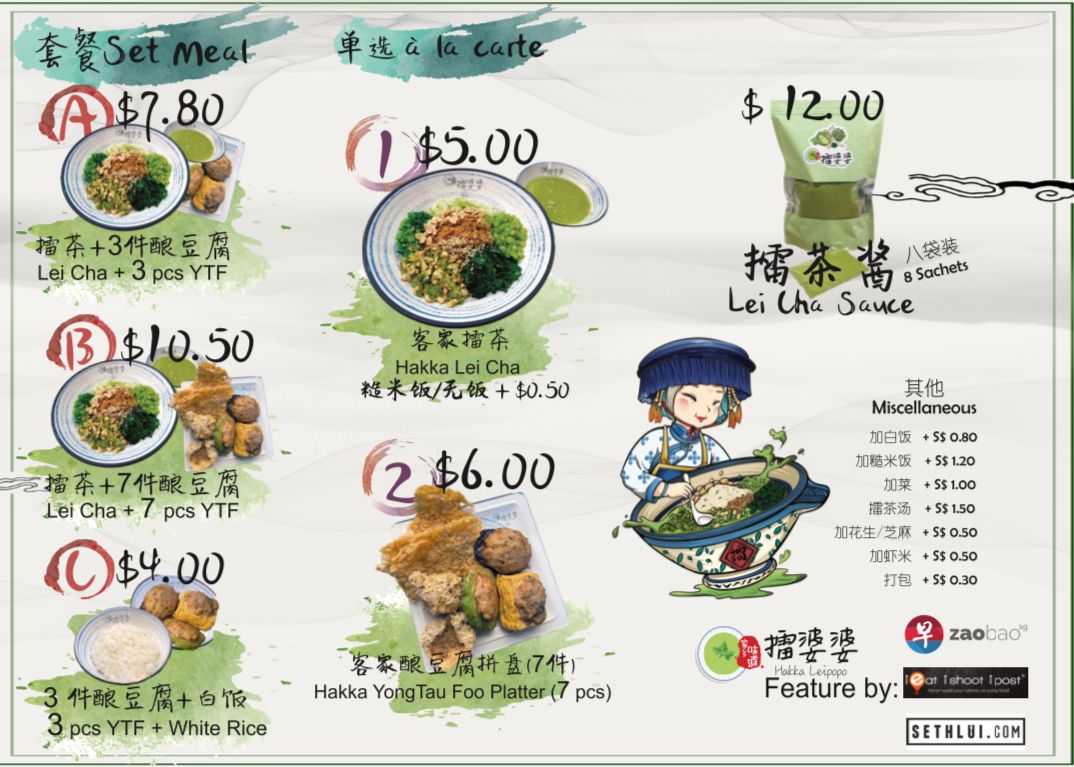 套餐Set Meal
A $7.80
擂茶+3件酿豆腐
Lei Cha + 3 pcs YTF
B $10.50
擂茶+7件酿豆腐
Lei Cha + 7 pcs YTF
C $4.00
3 件酿豆腐+白饭
3 pcs YTF + White Rice
单选 à la carte
1 $5.00
客家擂茶
Hakka Lei Cha
糙米饭/无饭 + $0.50
2 $6.00
客家酿豆腐拼盘(7件)
Hakka YongTau Foo Platter (7 pcs)
$ 12.00
擂茶酱 八袋装
8 Sachets
Lei Cha Sauce
其他
Miscellaneous
加白饭 + S$ 0.80
加糙米饭 + S$ 1.20
加菜 + S$ 1.00
擂茶汤 + S$ 1.50
加花生/芝麻 + S$ 0.50
加虾米 + S$ 0.50
打包 + S$ 0.30
擂婆婆
Hakka Leipopo
Feature by:
早 zaobao sg
ieat ishoot ipost
SETHLUI.COM